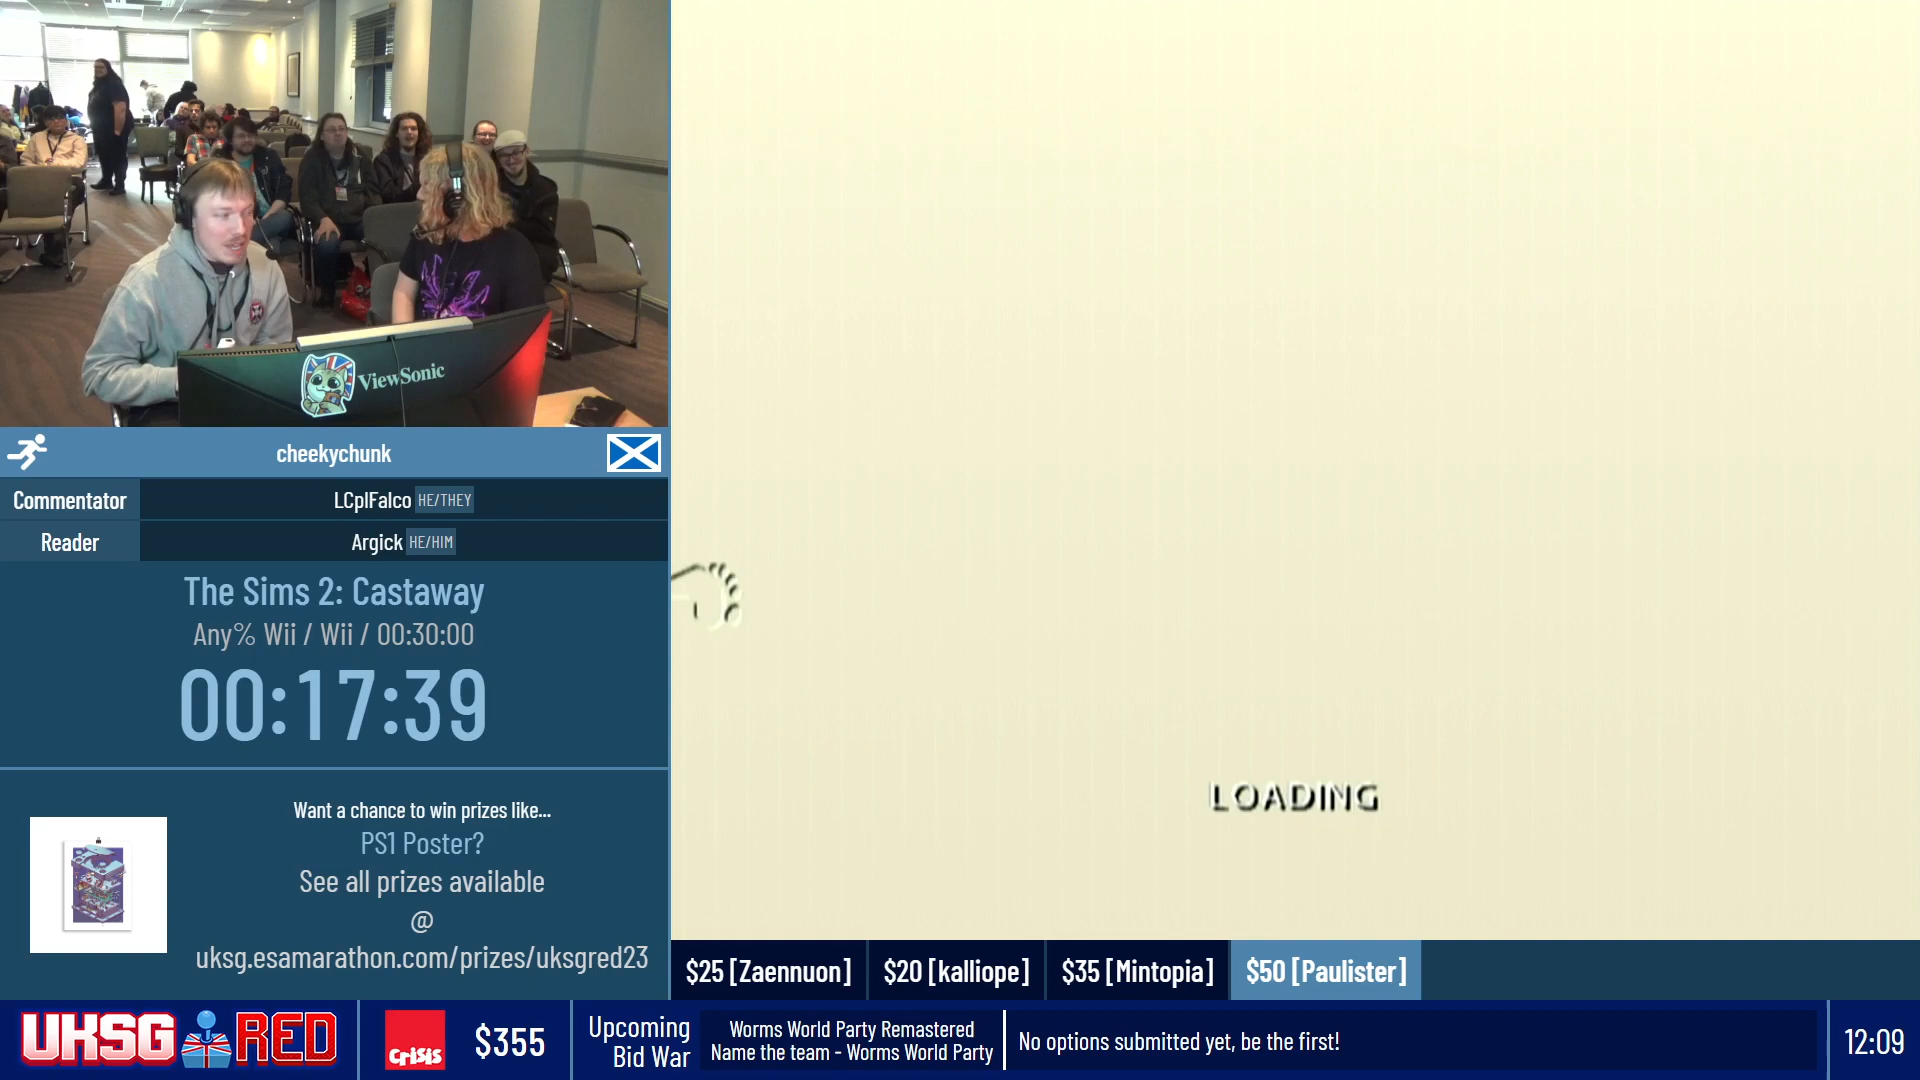 ViewSonic
cheekychunk
Commentator
LCplFalco HE/THEY
Reader
Argick HE/HIM
The Sims 2: Castaway
Any% Wii / Wii / 00:30:00
00:17:39
Want a chance to win prizes like...
PS1 Poster?
See all prizes available
@
uksg.esamarathon.com/prizes/uksgred23
LOADING
$25 [Zaennuon]
$20 [kalliope]
$35 [Mintopia]
$50 [Paulister]
UKSG RED
CRISIS
$355
Upcoming
Bid War
Worms World Party Remastered
Name the team - Worms World Party
No options submitted yet, be the first!
12:09